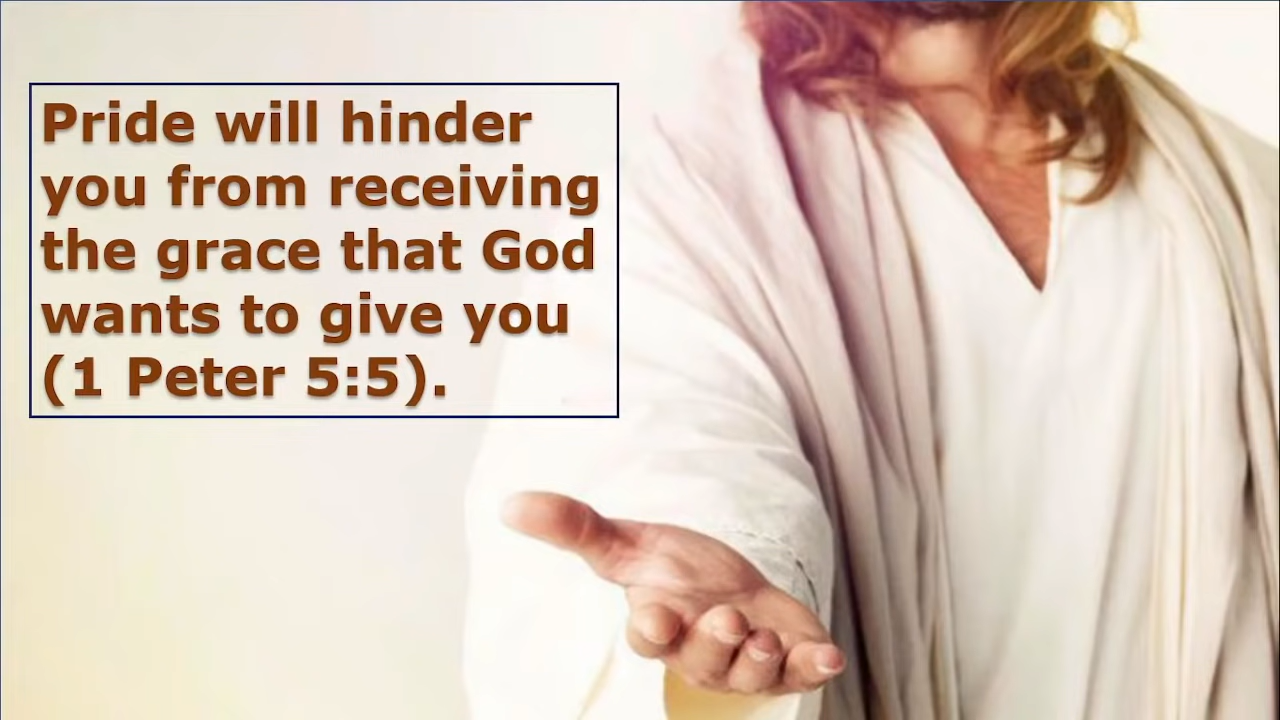 Pride will hinder
you from receiving
the grace that God
wants to give you
(1 Peter 5:5).